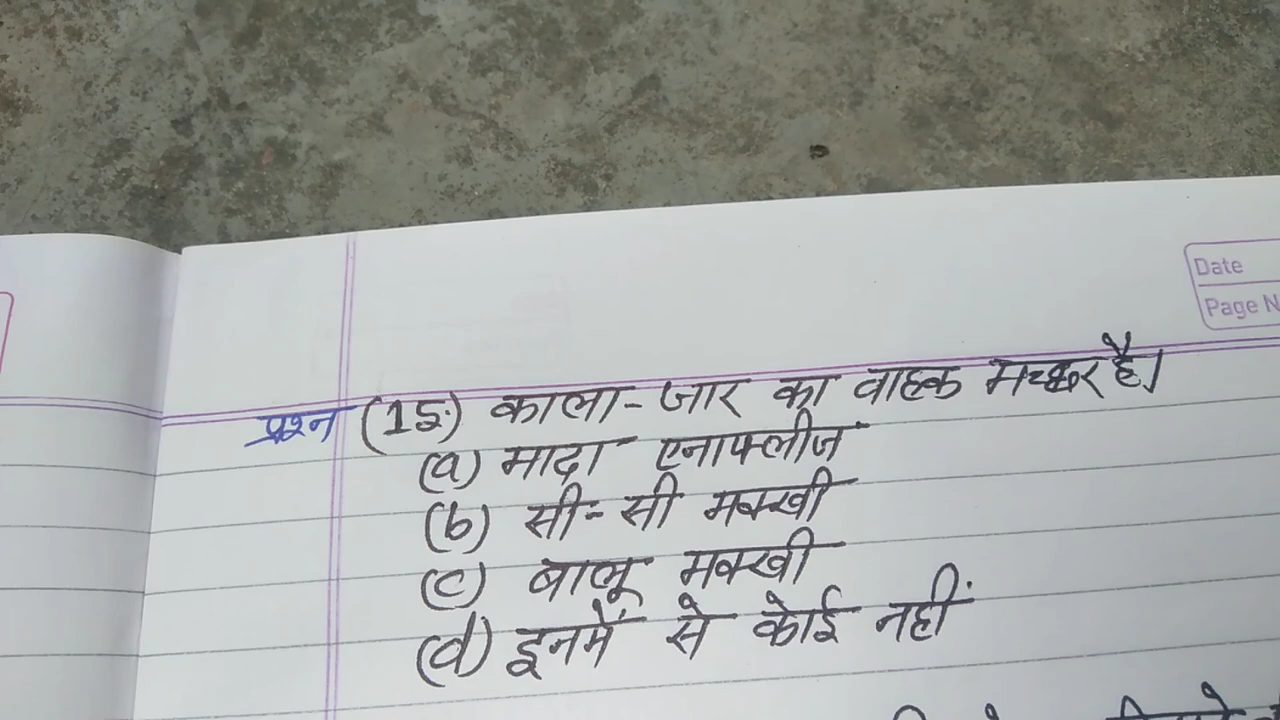 Date
Page N
प्रश्न (15) काला-जार का वाहक मच्छर है।
(a) मादा एनाफ्लीज
(b) सी-सी मक्खी
(c) बालू मक्खी
(d) इनमें से कोई नहीं